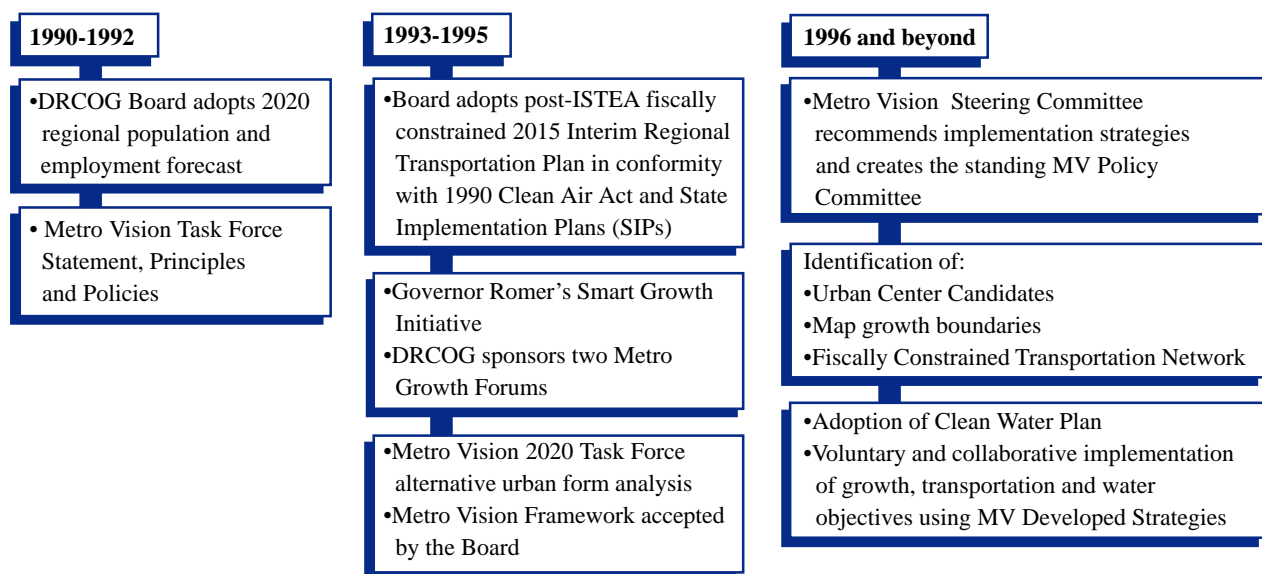 1990-1992
•DRCOG Board adopts 2020
regional population and
employment forecast
• Metro Vision Task Force
Statement, Principles
and Policies
1993-1995
•Board adopts post-ISTEA fiscally
constrained 2015 Interim Regional
Transportation Plan in conformity
with 1990 Clean Air Act and State
Implementation Plans (SIPs)
•Governor Romer’s Smart Growth
Initiative
•DRCOG sponsors two Metro
Growth Forums
•Metro Vision 2020 Task Force
alternative urban form analysis
•Metro Vision Framework accepted
by the Board
1996 and beyond
•Metro Vision Steering Committee
recommends implementation strategies
and creates the standing MV Policy
Committee
Identification of:
•Urban Center Candidates
•Map growth boundaries
•Fiscally Constrained Transportation Network
•Adoption of Clean Water Plan
•Voluntary and collaborative implementation
of growth, transportation and water
objectives using MV Developed Strategies